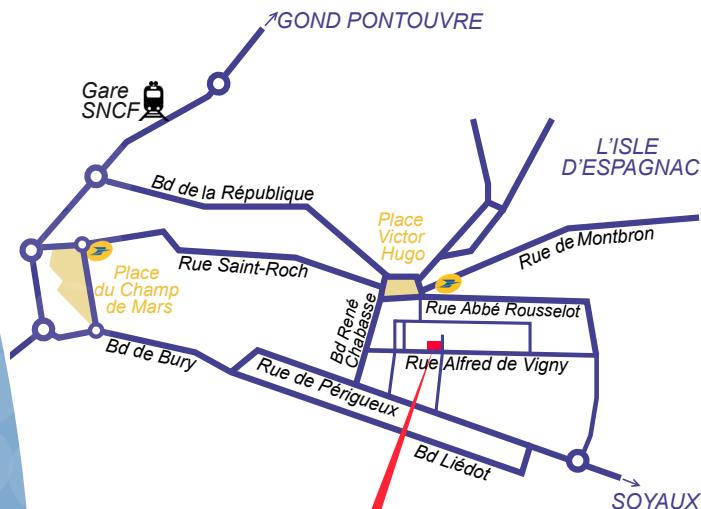 GOND PONTOUVRE
Gare
SNCF
L'ISLE
D'ESPAGNAC
Bd de la République
Place
Victor
Hugo
Rue de Montbron
Rue Saint-Roch
Place
du Champ
de Mars
Rue Abbé Rousselot
Bd René
Chabasse
Bd de Bury
Rue Alfred de Vigny
Rue de Périgueux
Bd Liédot
SOYAUX